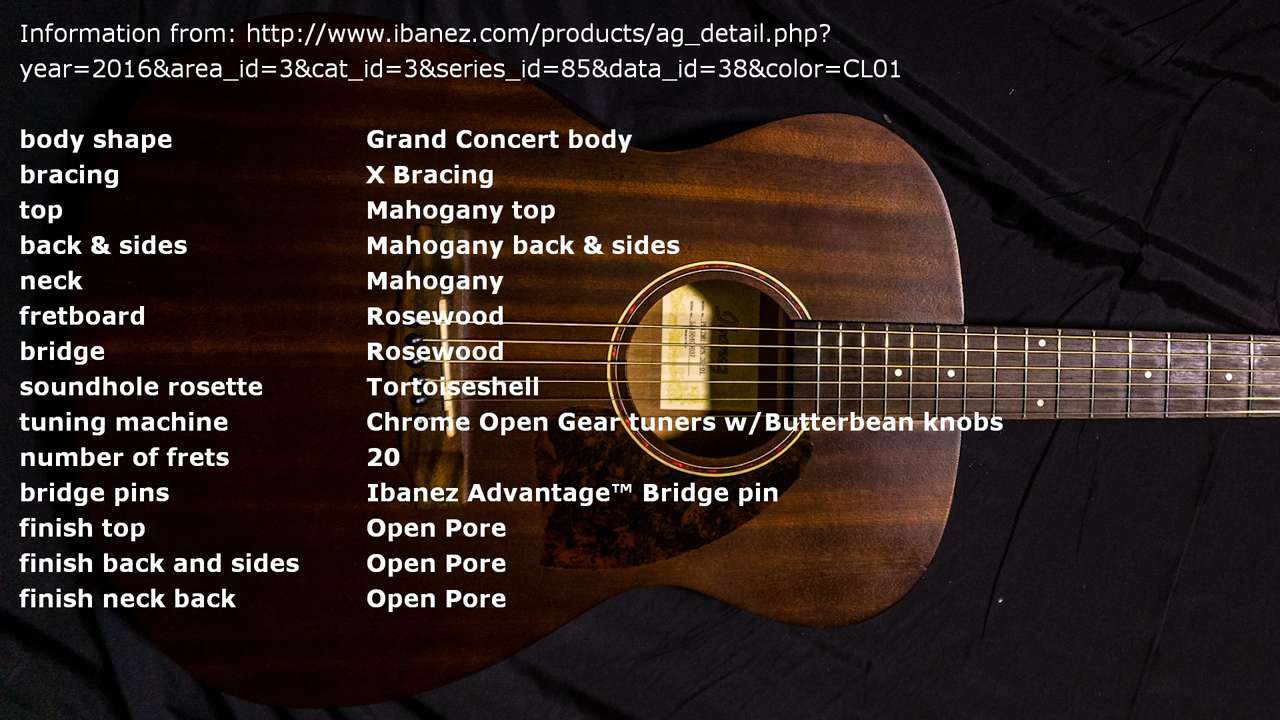 Information from: http://www.ibanez.com/products/ag_detail.php?
year=2016&area_id=3&cat_id=3&series_id=85&data_id=38&color=CL01
body shape Grand Concert body
bracing X Bracing
top Mahogany top
back & sides Mahogany back & sides
neck Mahogany
fretboard Rosewood
bridge Rosewood
soundhole rosette Tortoiseshell
tuning machine Chrome Open Gear tuners w/Butterbean knobs
number of frets 20
bridge pins Ibanez Advantage™ Bridge pin
finish top Open Pore
finish back and sides Open Pore
finish neck back Open Pore
Ibanez